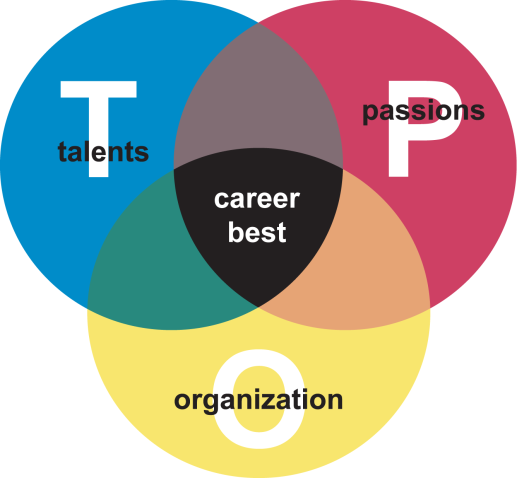 T
talents
P
passions
career
best
O
organization